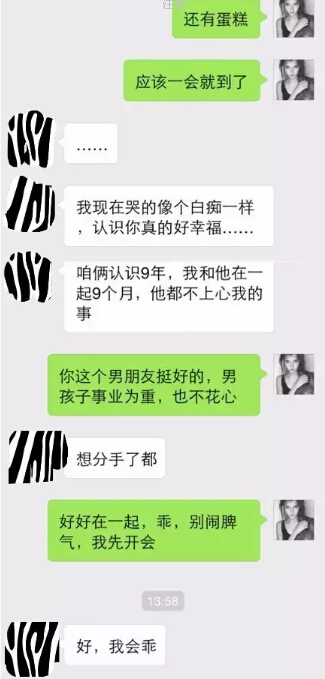 还有蛋糕
应该一会就到了
……
我现在哭的像个白痴一样
，认识你真的好幸福……
咱俩认识9年，我和他在一
起9个月，他都不上心我的
事
你这个男朋友挺好的，男
孩子事业为重，也不花心
想分手了都
好好在一起，乖，别闹脾
气，我先开会
13:58
好，我会乖